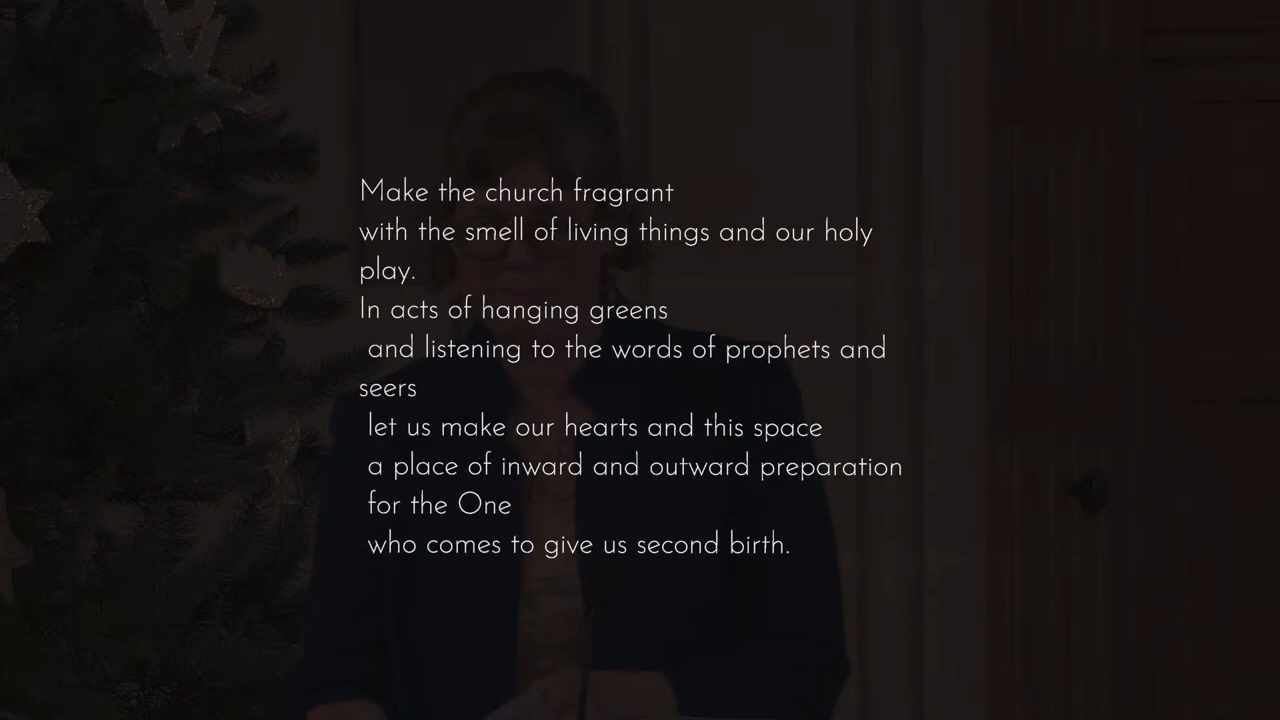 Make the church fragrant
with the smell of living things and our holy
play.
In acts of hanging greens
and listening to the words of prophets and
seers
let us make our hearts and this space
a place of inward and outward preparation
for the One
who comes to give us second birth.